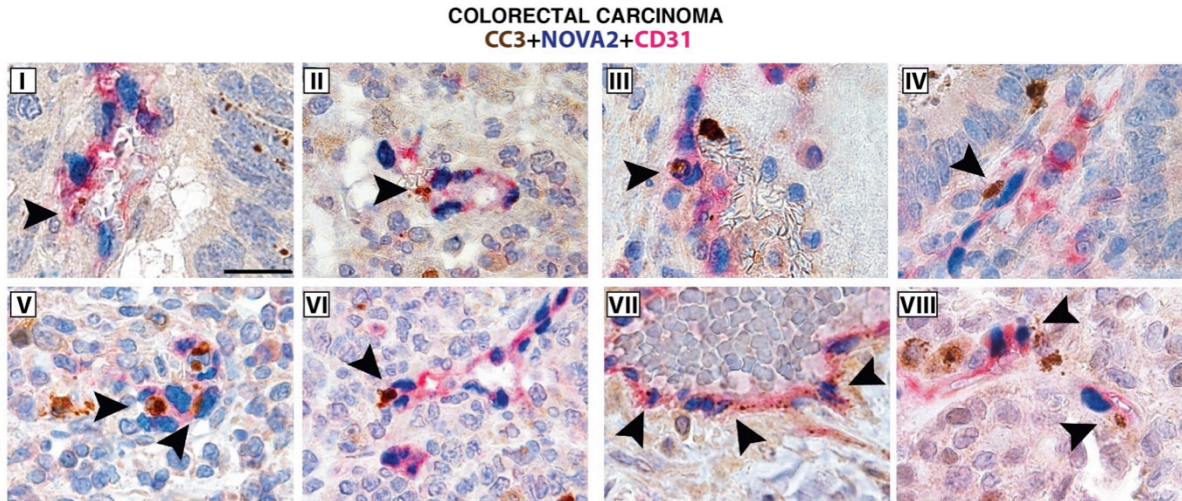 COLORECTAL CARCINOMA
CC3+NOVA2+CD31
I
II
III
IV
V
VI
VII
VIII